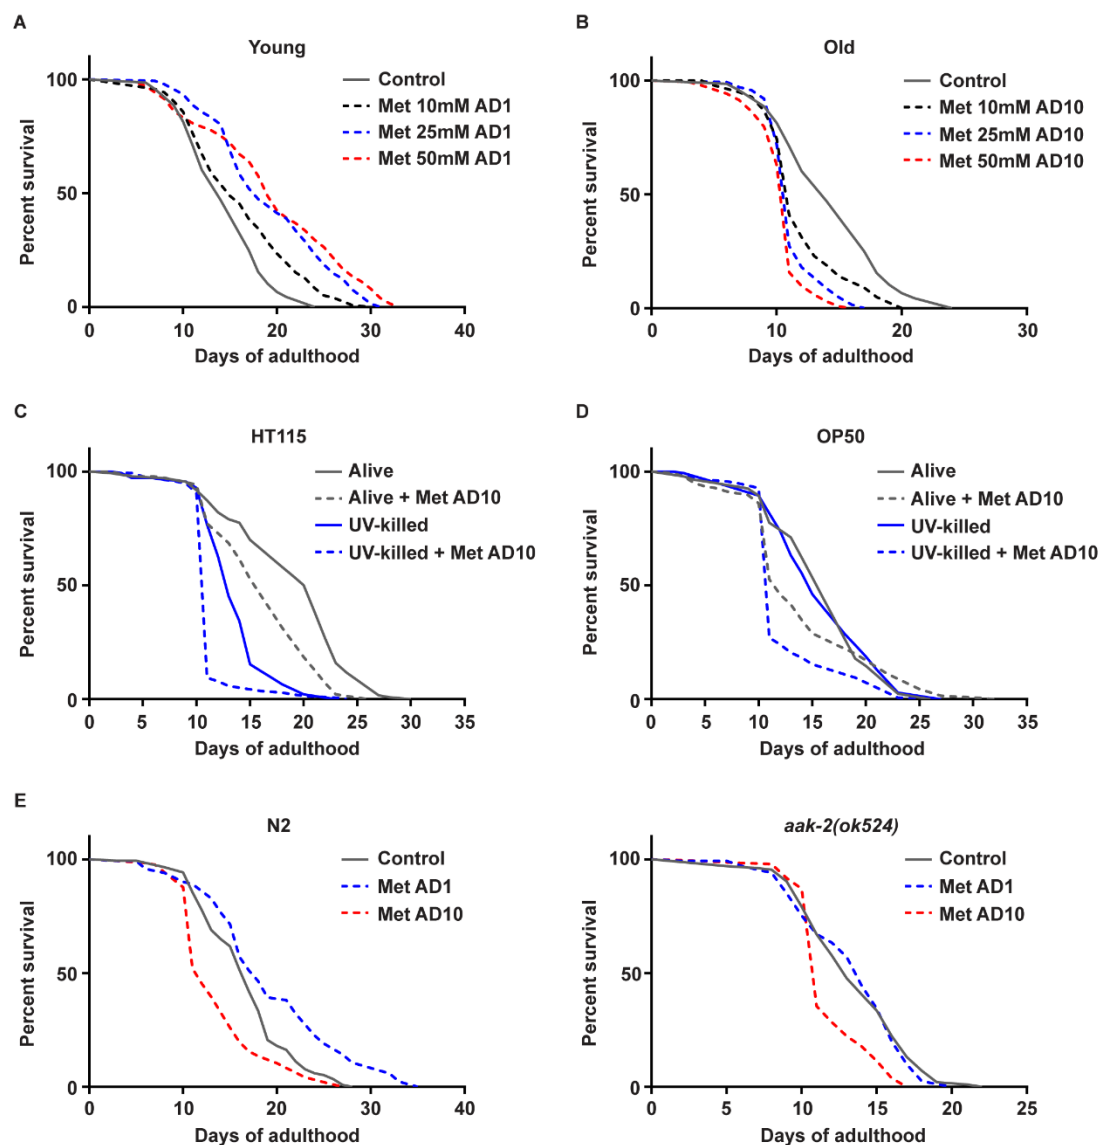 A
Young
Percent survival
100
50
0
0 10 20 30 40
Days of adulthood
Control
Met 10mM AD1
Met 25mM AD1
Met 50mM AD1
B
Old
Percent survival
100
50
0
0 10 20 30
Days of adulthood
Control
Met 10mM AD10
Met 25mM AD10
Met 50mM AD10
C
HT115
Percent survival
100
50
0
0 5 10 15 20 25 30 35
Days of adulthood
Alive
Alive + Met AD10
UV-killed
UV-killed + Met AD10
D
OP50
Percent survival
100
50
0
0 5 10 15 20 25 30 35
Days of adulthood
Alive
Alive + Met AD10
UV-killed
UV-killed + Met AD10
E
N2
Percent survival
100
50
0
0 10 20 30 40
Days of adulthood
Control
Met AD1
Met AD10
aak-2(ok524)
Percent survival
100
50
0
0 5 10 15 20 25
Days of adulthood
Control
Met AD1
Met AD10